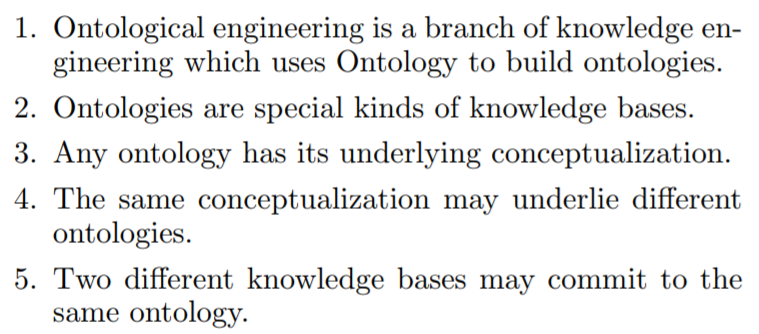 1. Ontological engineering is a branch of knowledge en-
gineering which uses Ontology to build ontologies.
2. Ontologies are special kinds of knowledge bases.
3. Any ontology has its underlying conceptualization.
4. The same conceptualization may underlie different
ontologies.
5. Two different knowledge bases may commit to the
same ontology.